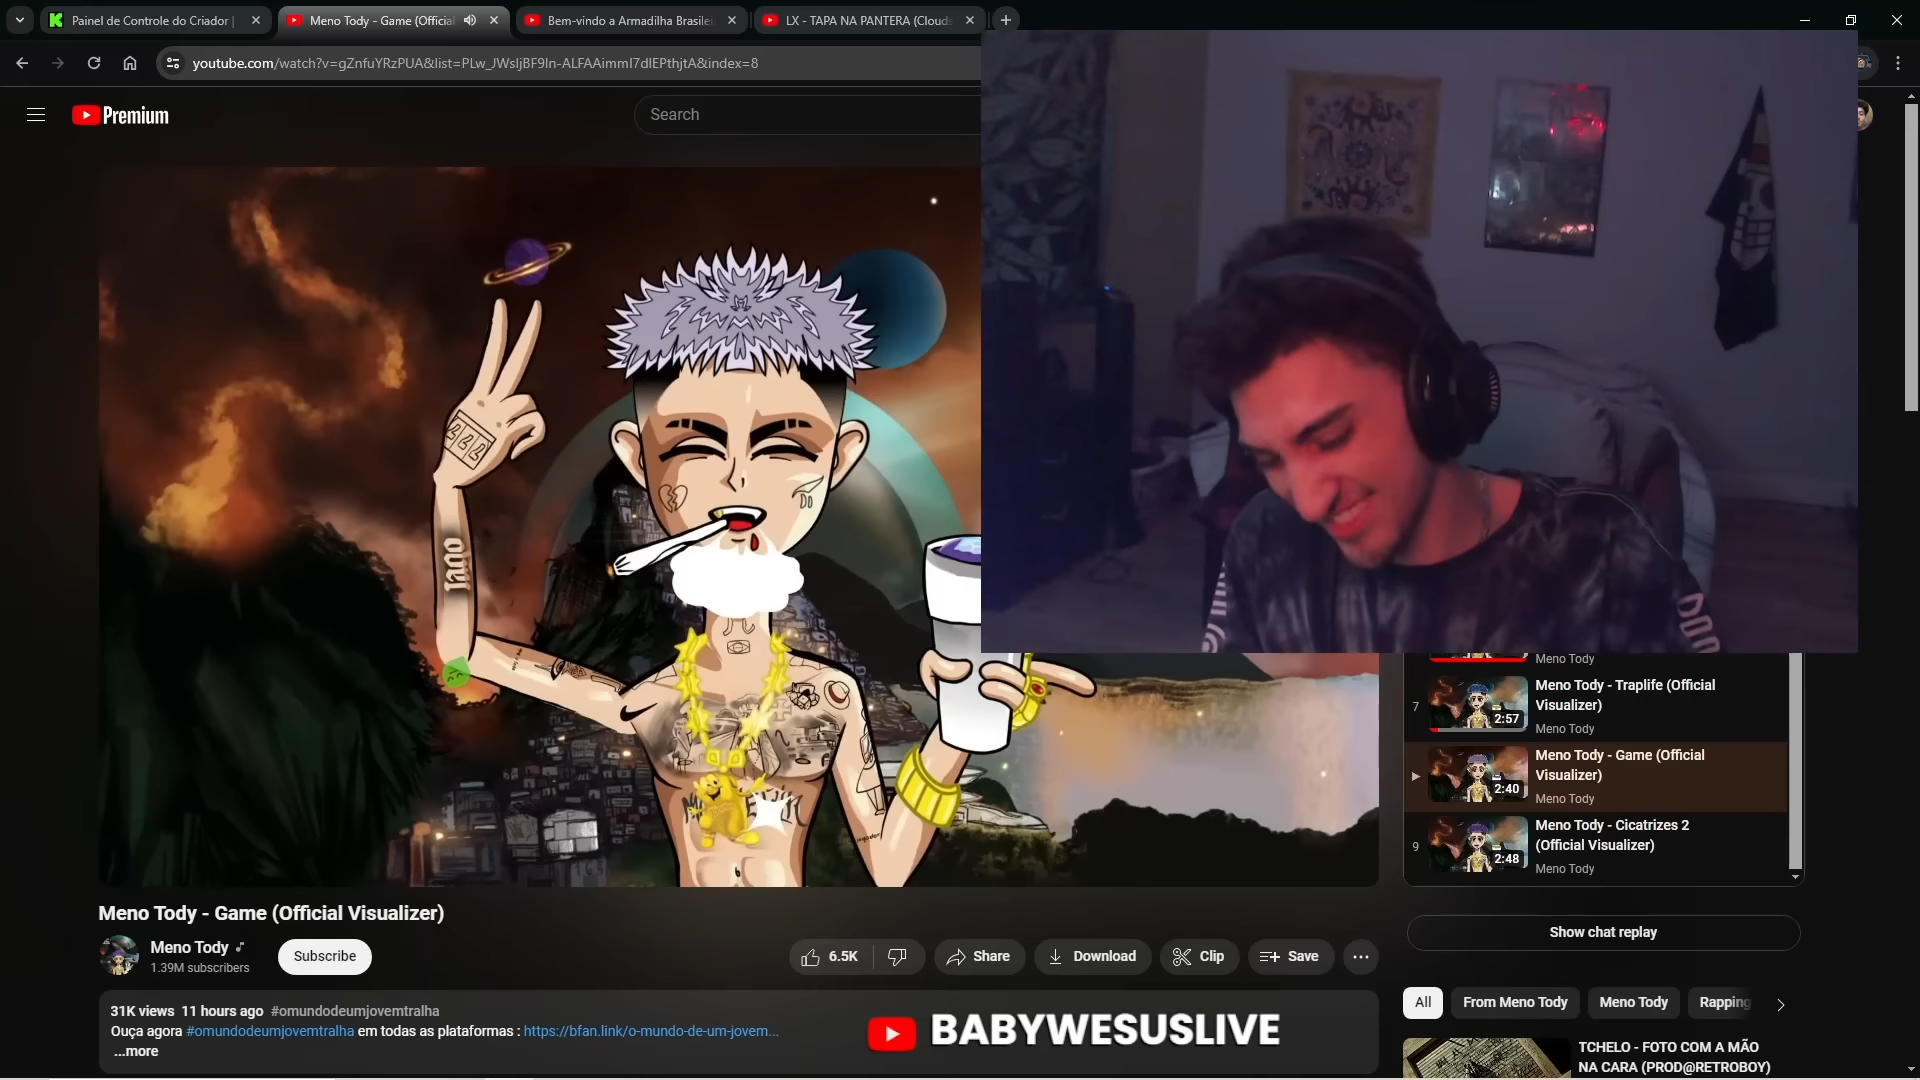 Painel de Controle do Criador |
Meno Tody - Game (Official
Bem-vindo a Armadilha Brasilei
LX - TAPA NA PANTERA (Clouds
youtube.com/watch?v=gZnfuYRzPUA&list=PLw_JWsljBF9ln-ALFAAimmI7dlEPthjtA&index=8
Premium
Search
Jago
Meno Tody
7
Meno Tody - Traplife (Official
Visualizer)
2:57
Meno Tody
Meno Tody - Game (Official
Visualizer)
2:40
Meno Tody
9
Meno Tody - Cicatrizes 2
(Official Visualizer)
2:48
Meno Tody
Meno Tody - Game (Official Visualizer)
Meno Tody
1.39M subscribers
Subscribe
6.5K
Share
Download
Clip
Save
Show chat replay
All
From Meno Tody
Meno Tody
Rapping
31K views 11 hours ago #omundodeumjovemtralha
Ouça agora #omundodeumjovemtralha em todas as plataformas : https://bfan.link/o-mundo-de-um-jovem...
...more
BABYWESUSLIVE
TCHELO - FOTO COM A MÃO
NA CARA (PROD@RETROBOY)